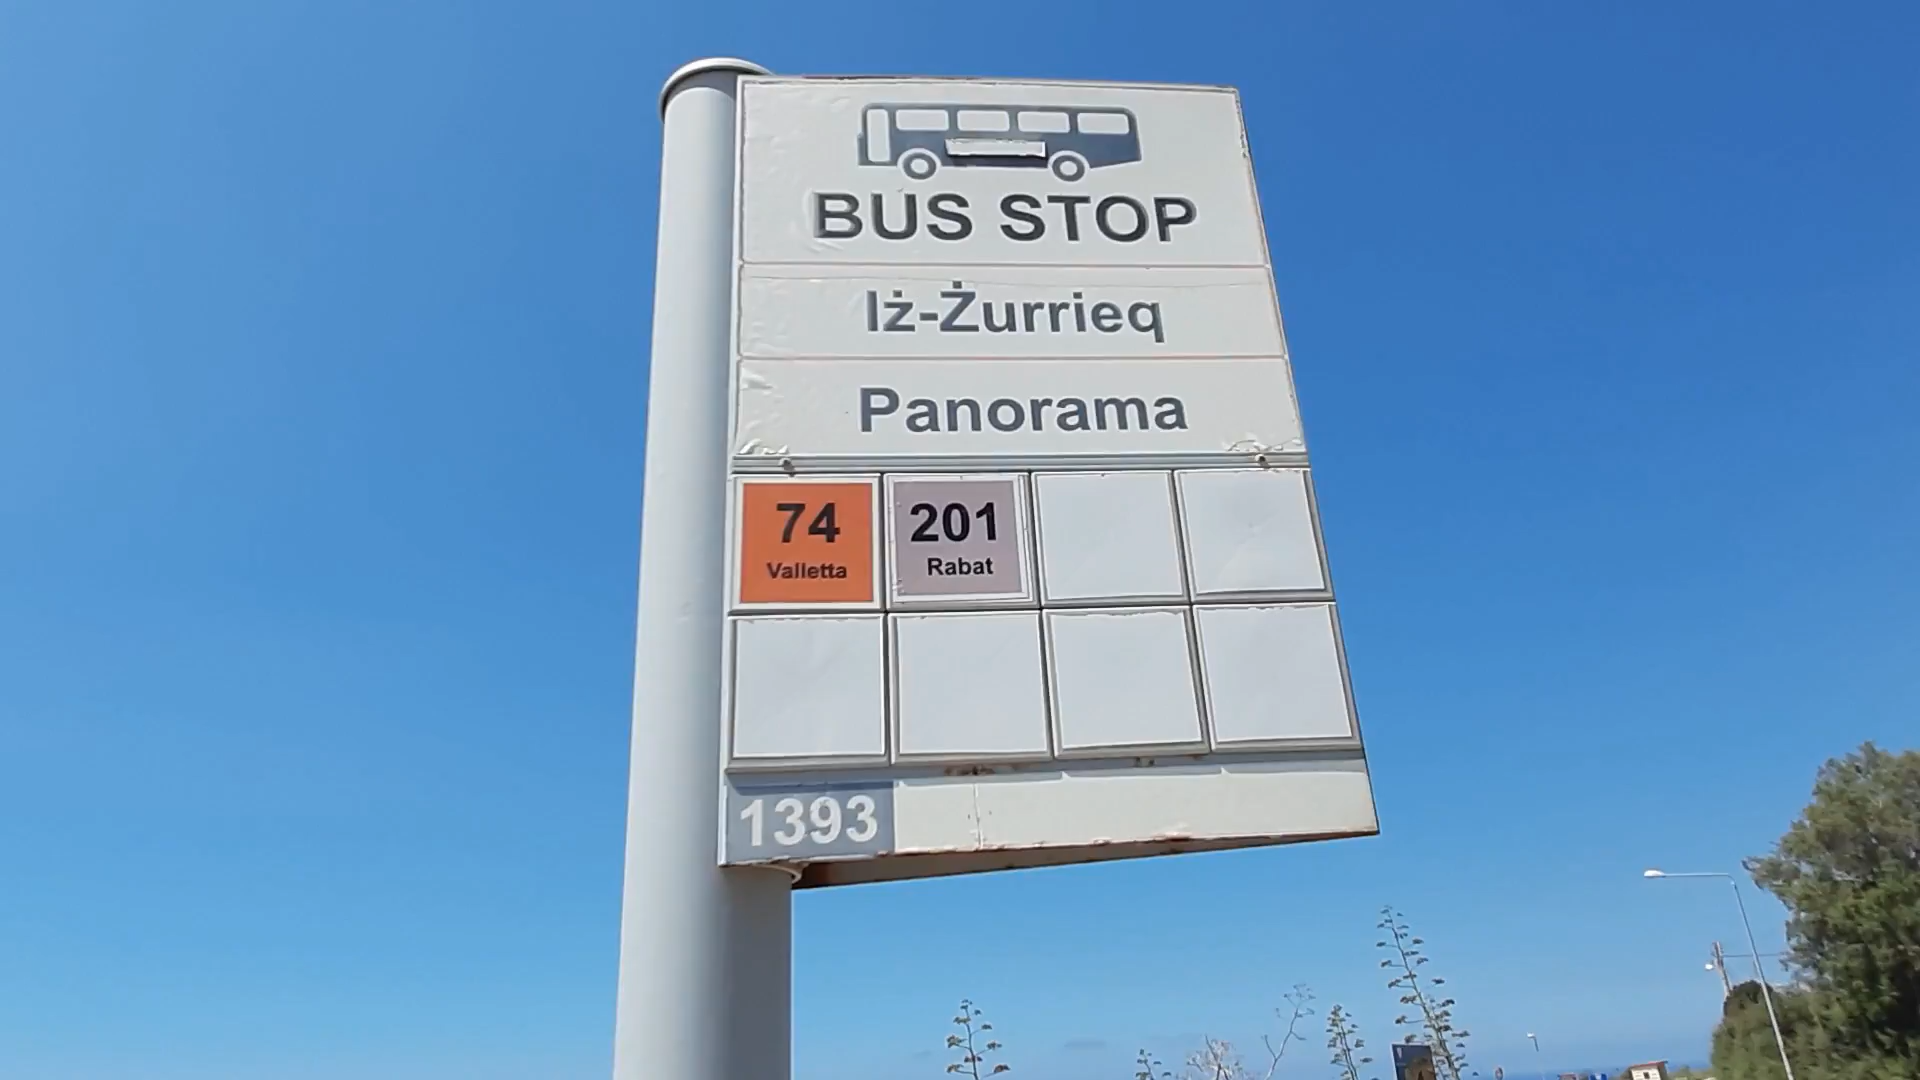 BUS STOP
Iż-Żurrieq
Panorama
74
Valletta
201
Rabat
1393